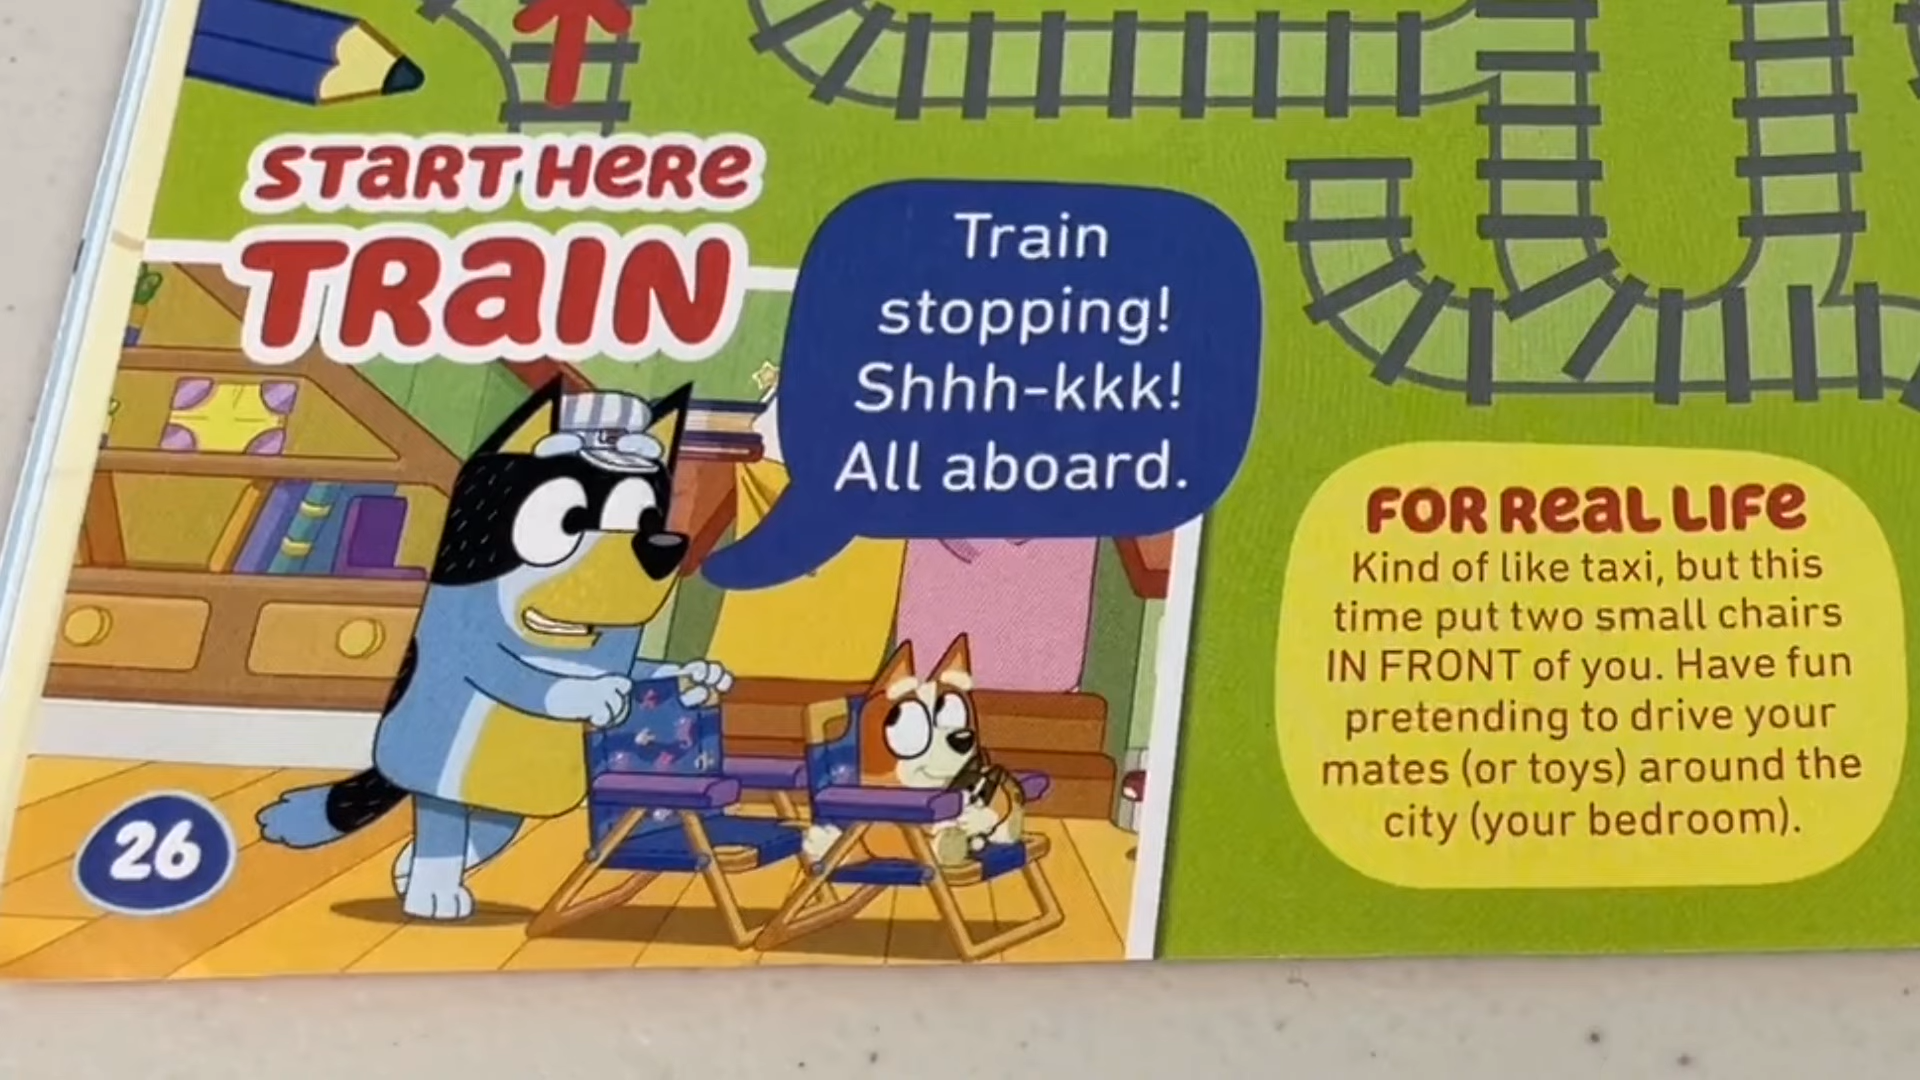 START HERE
TRAIN
Train
stopping!
Shhh-kkk!
All aboard.
FOR REAL LIFE
Kind of like taxi, but this
time put two small chairs
IN FRONT of you. Have fun
pretending to drive your
mates (or toys) around the
city (your bedroom).
26